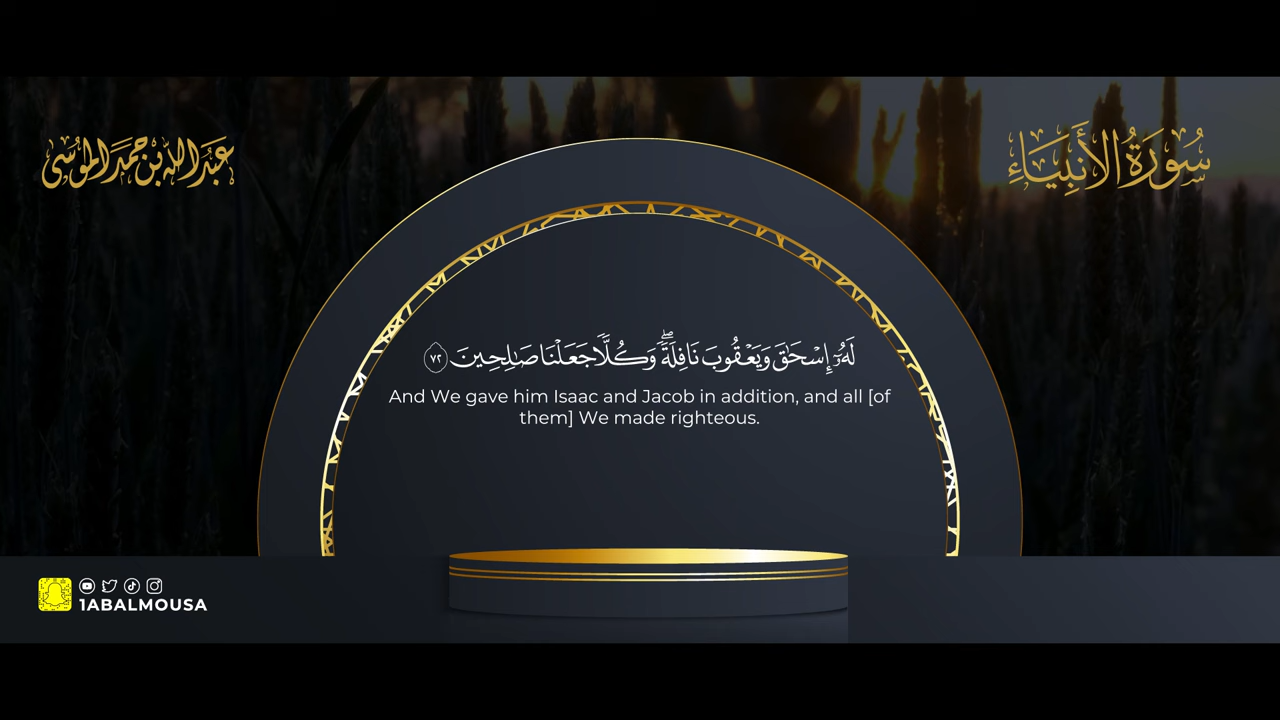 عبدالله بن حمد الموسى
سُورَةُ الأَنبِيَاءِ
لَهُۥٓ إِسْحَٰقَ وَيَعْقُوبَ نَافِلَةًۖ وَكُلًّا جَعَلْنَا صَٰلِحِينَ ٧٢
And We gave him Isaac and Jacob in addition, and all [of
them] We made righteous.
1ABALMOUSA